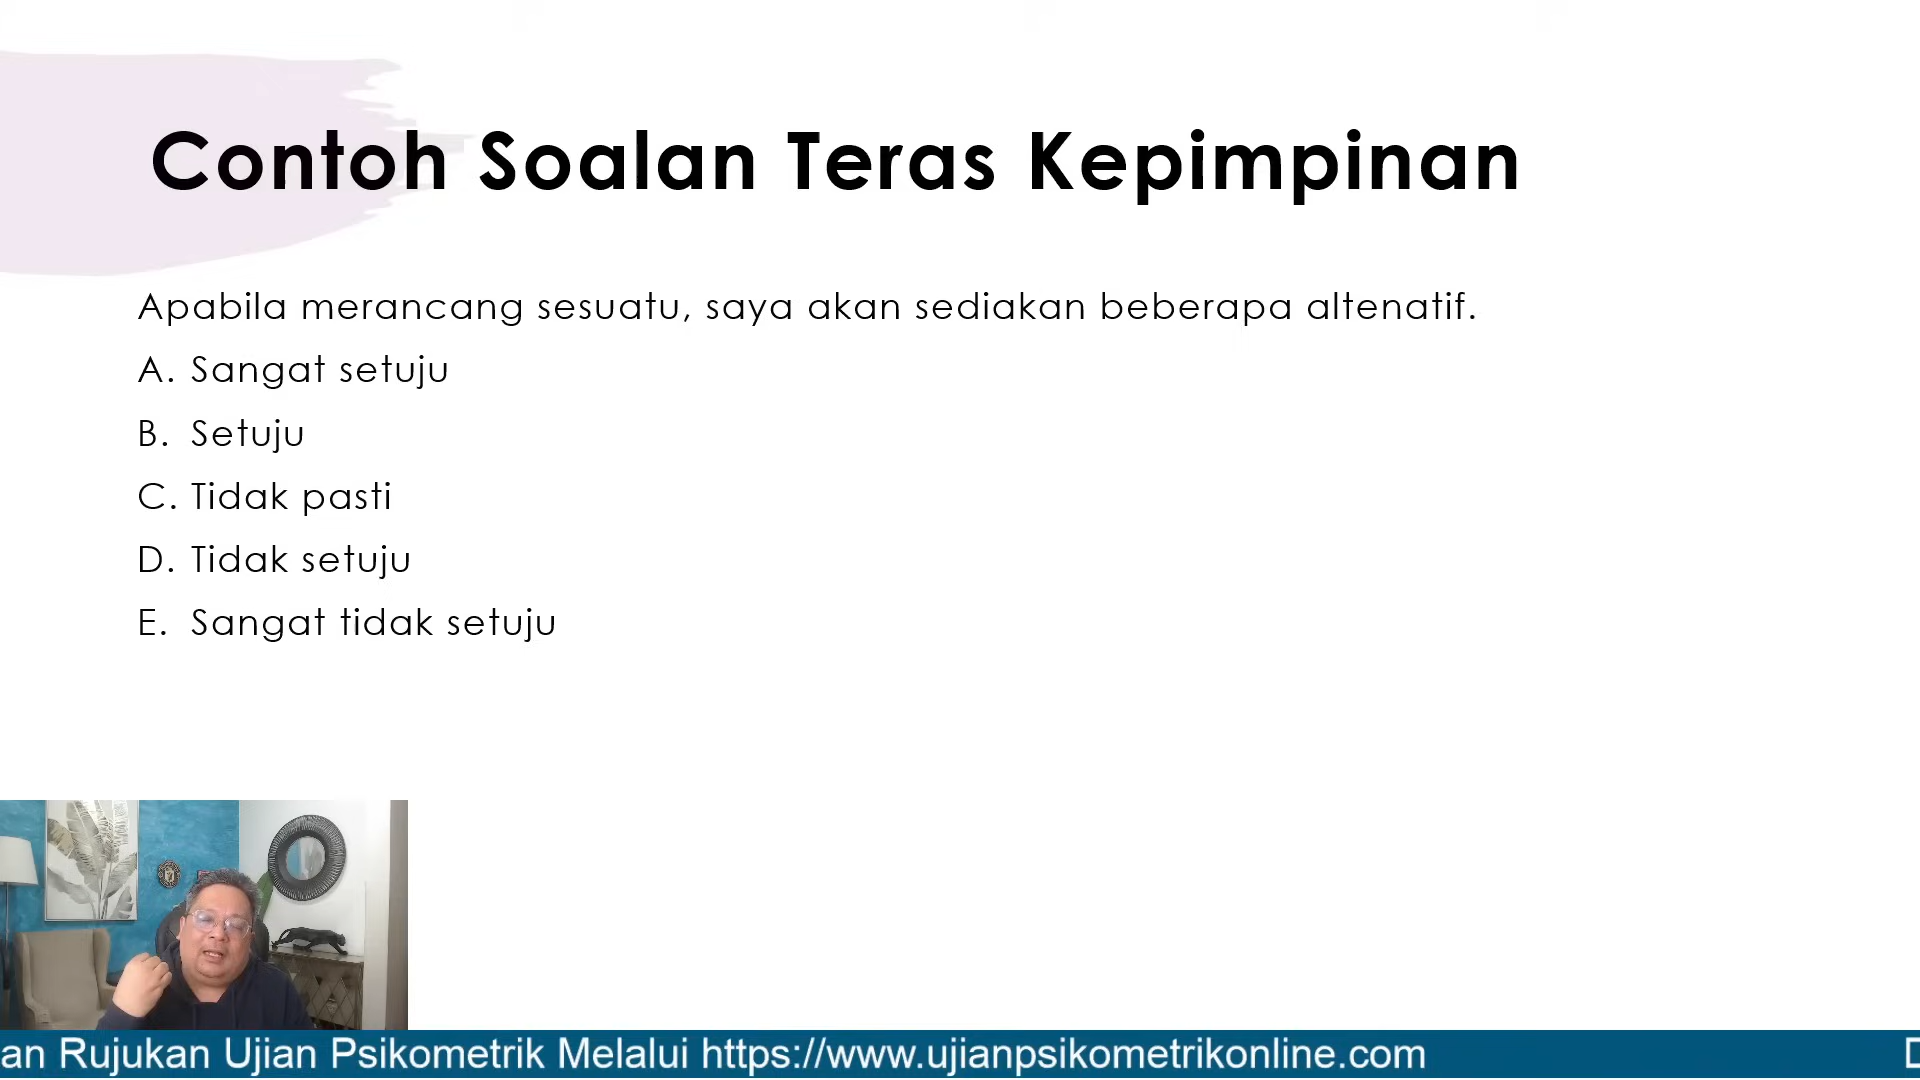 Contoh Soalan Teras Kepimpinan
Apabila merancang sesuatu, saya akan sediakan beberapa altenatif.
A. Sangat setuju
B. Setuju
C. Tidak pasti
D. Tidak setuju
E. Sangat tidak setuju
an Rujukan Ujian Psikometrik Melalui https://www.ujianpsikometrikonline.com